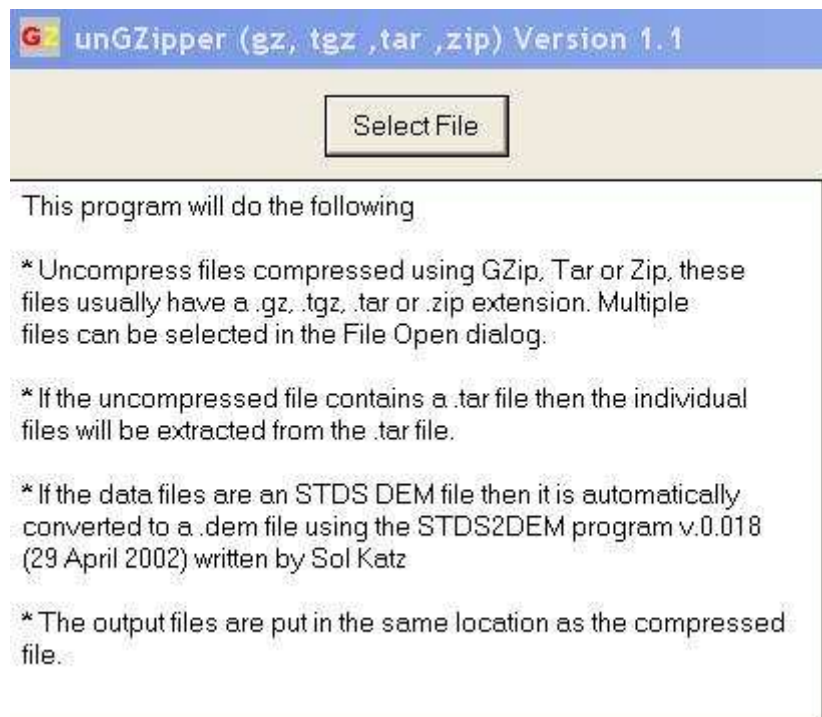 GZ unGZipper (gz, tgz ,tar ,zip) Version 1.1
Select File
This program will do the following
* Uncompress files compressed using GZip, Tar or Zip, these
files usually have a .gz, .tgz, .tar or .zip extension. Multiple
files can be selected in the File Open dialog.
* If the uncompressed file contains a .tar file then the individual
files will be extracted from the .tar file.
* If the data files are an STDS DEM file then it is automatically
converted to a .dem file using the STDS2DEM program v.0.018
(29 April 2002) written by Sol Katz
* The output files are put in the same location as the compressed
file.